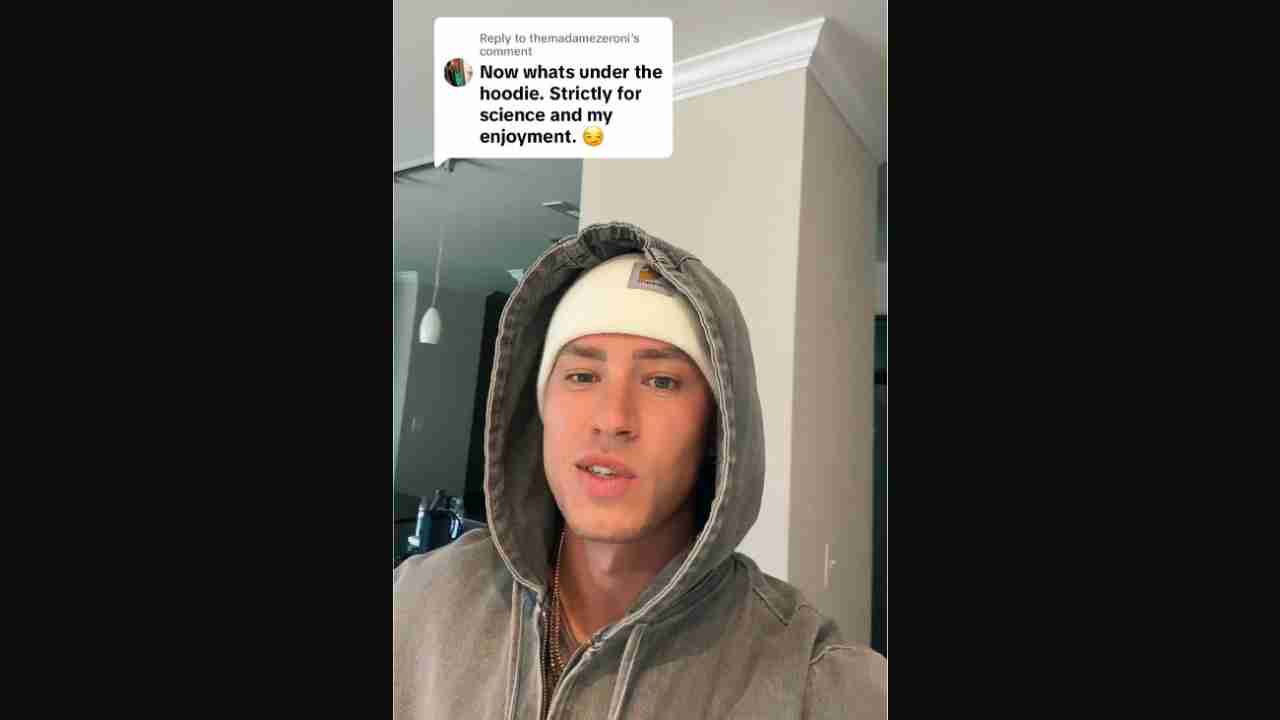 Reply to themadamezeroni's
comment
Now whats under the
hoodie. Strictly for
science and my
enjoyment. 😏